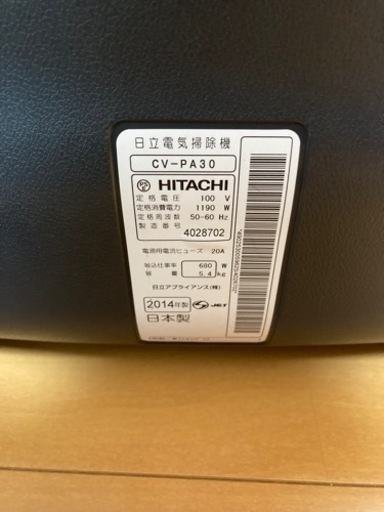 日立電気掃除機
CV-PA30
HITACHI
定格電圧 100 V
定格消費電力 1190 W
定格周波数 50-60 Hz
製造番号 4028702
電源用電流ヒューズ 20A
吸込仕事率 680 W
質量 5.4 kg
日立アプライアンス(株)
2014年製 JET
日本製